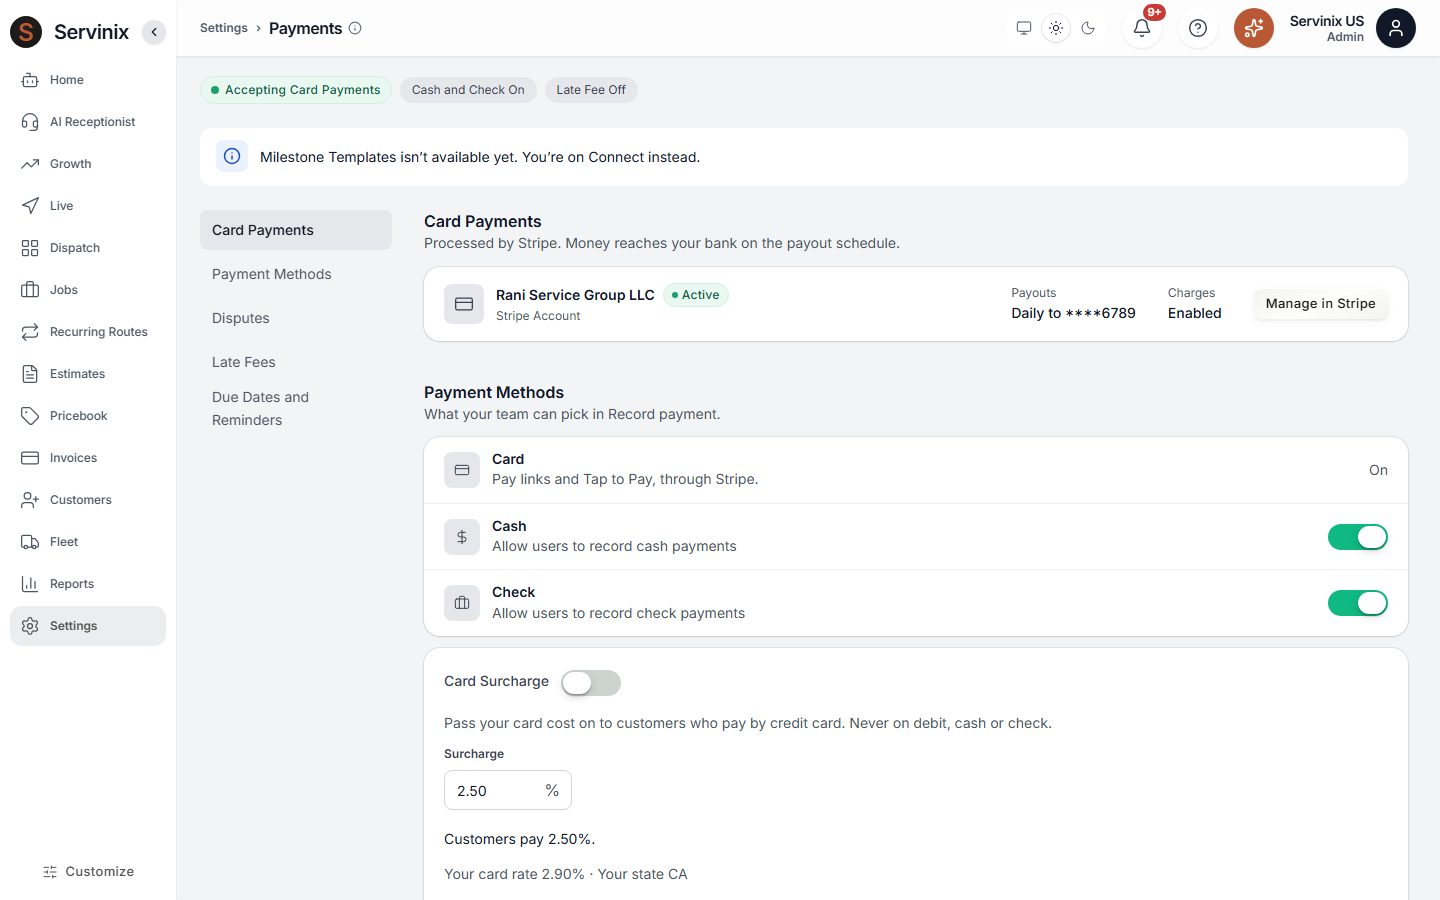 Servinix
Home
AI Receptionist
Growth
Live
Dispatch
Jobs
Recurring Routes
Estimates
Pricebook
Invoices
Customers
Fleet
Reports
Settings
Customize
Settings › Payments
9+
Servinix US
Admin
Accepting Card Payments
Cash and Check On
Late Fee Off
Milestone Templates isn’t available yet. You’re on Connect instead.
Card Payments
Payment Methods
Disputes
Late Fees
Due Dates and
Reminders
Card Payments
Processed by Stripe. Money reaches your bank on the payout schedule.
Rani Service Group LLC
Active
Stripe Account
Payouts
Daily to ****6789
Charges
Enabled
Manage in Stripe
Payment Methods
What your team can pick in Record payment.
Card
Pay links and Tap to Pay, through Stripe.
On
Cash
Allow users to record cash payments
Check
Allow users to record check payments
Card Surcharge
Pass your card cost on to customers who pay by credit card. Never on debit, cash or check.
Surcharge
2.50 %
Customers pay 2.50%.
Your card rate 2.90% · Your state CA